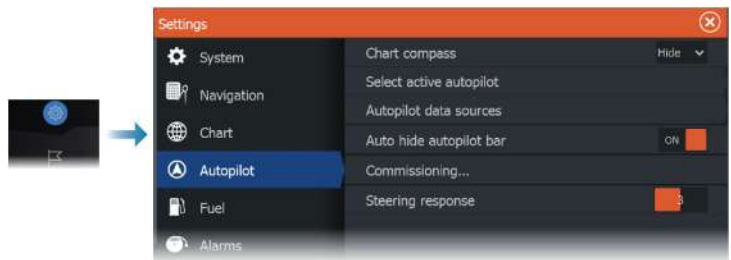 Settings
System
Navigation
Chart
Autopilot
Fuel
Alarms
Chart compass Hide
Select active autopilot
Autopilot data sources
Auto hide autopilot bar ON
Commissioning...
Steering response 3